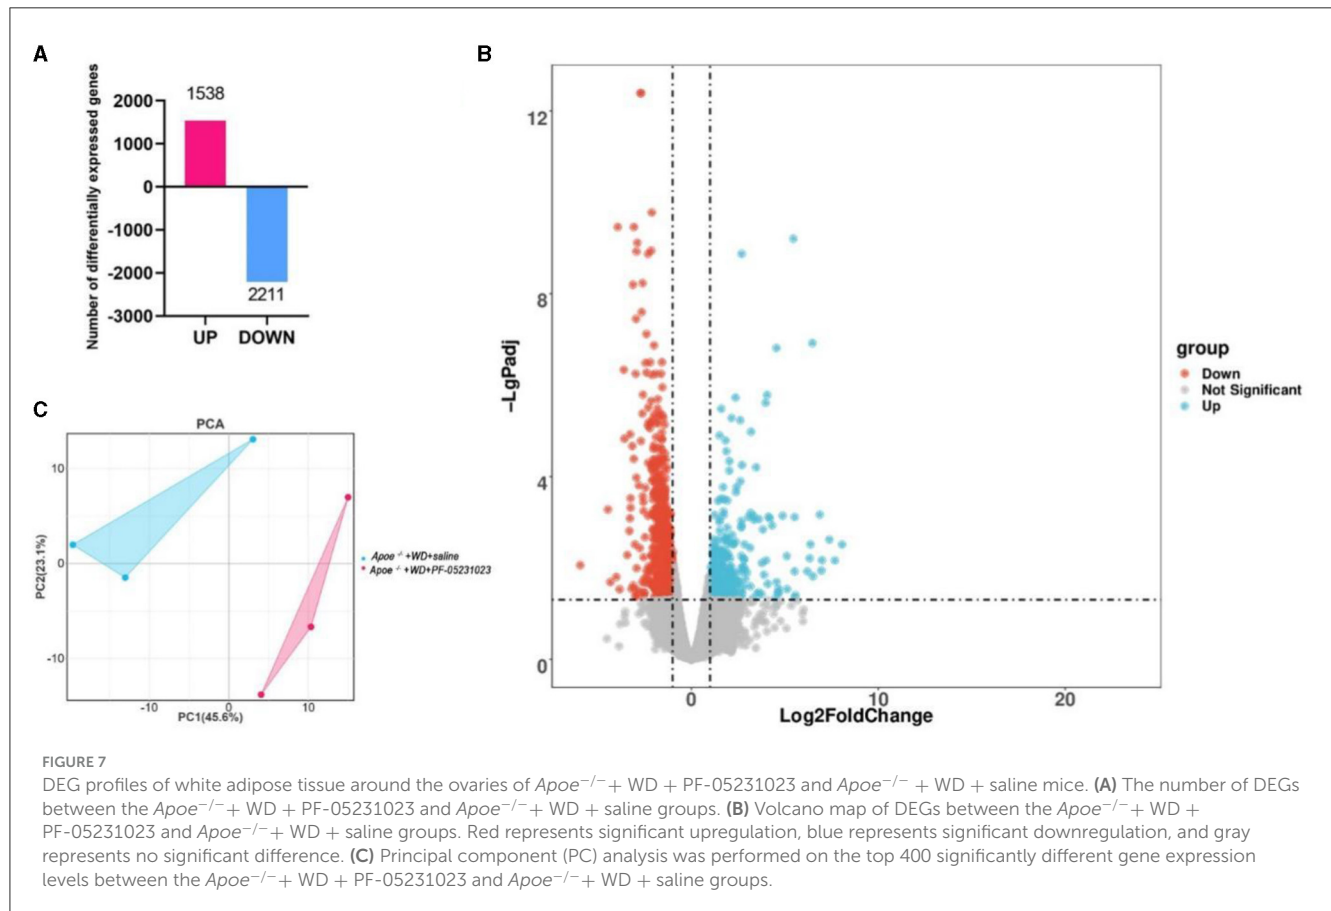 A
Number of differentially expressed genes
2000
1000
0
-1000
-2000
-3000
1538
2211
UP DOWN
B
−LgPadj
12
8
4
0
0 10 20
Log2FoldChange
group
Down
Not Significant
Up
C
PCA
PC2(23.1%)
10
0
-10
-10 0 10
PC1(45.6%)
Apoe⁻/⁻+WD+saline
Apoe⁻/⁻+WD+PF-05231023
FIGURE 7
DEG profiles of white adipose tissue around the ovaries of Apoe−/−+ WD + PF-05231023 and Apoe−/− + WD + saline mice. (A) The number of DEGs
between the Apoe−/−+ WD + PF-05231023 and Apoe−/−+ WD + saline groups. (B) Volcano map of DEGs between the Apoe−/−+ WD +
PF-05231023 and Apoe−/−+ WD + saline groups. Red represents significant upregulation, blue represents significant downregulation, and gray
represents no significant difference. (C) Principal component (PC) analysis was performed on the top 400 significantly different gene expression
levels between the Apoe−/−+ WD + PF-05231023 and Apoe−/−+ WD + saline groups.